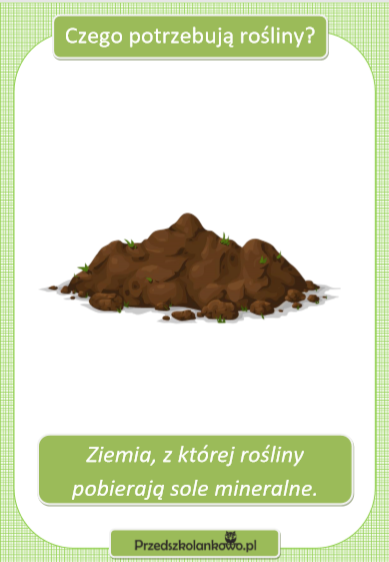 Czego potrzebują rośliny?
Ziemia, z której rośliny
pobierają sole mineralne.
Przedszkolankowo.pl